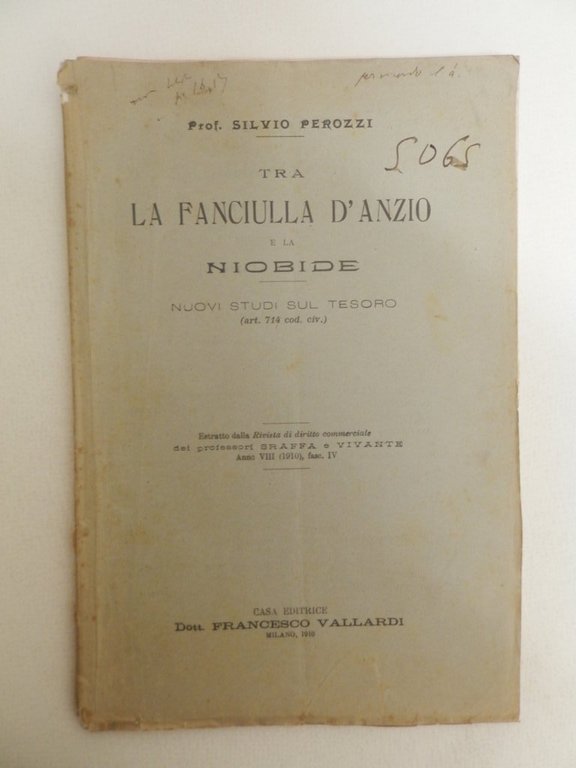 Prof. SILVIO PEROZZI
5065
TRA
LA FANCIULLA D'ANZIO
E LA
NIOBIDE
NUOVI STUDI SUL TESORO
(art. 714 cod. civ.)
Estratto dalla Rivista di diritto commerciale
dei professori SRAFFA e VIVANTE
Anno VIII (1910), fasc. IV
CASA EDITRICE
Dott. FRANCESCO VALLARDI
MILANO, 1910